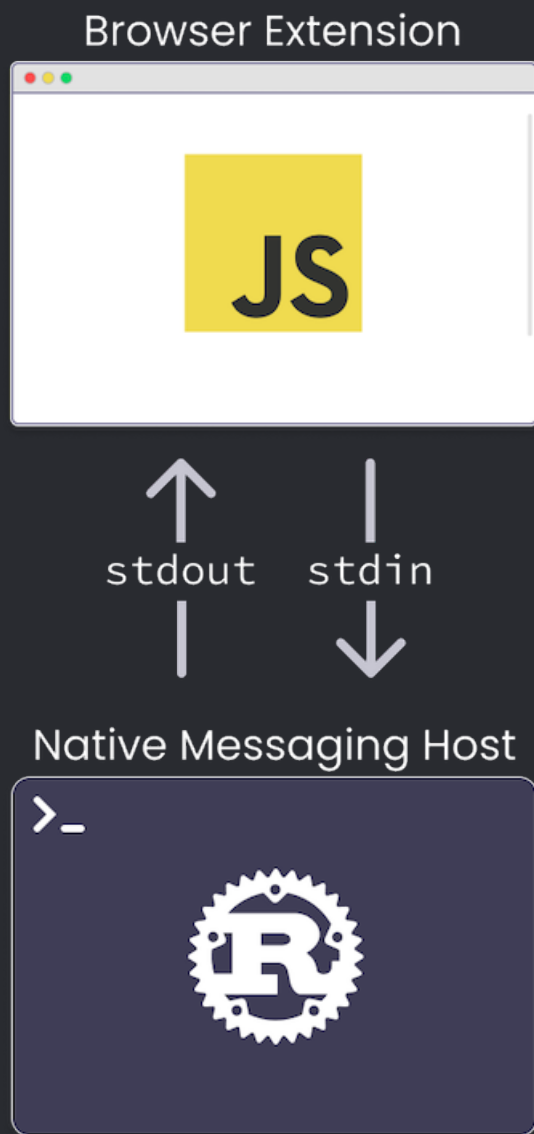 Browser Extension
JS
stdout stdin
Native Messaging Host
>_
R